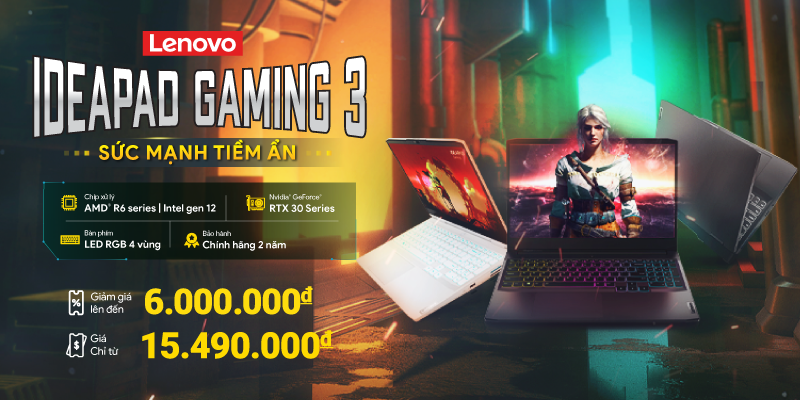 Lenovo
IDEAPAD GAMING 3
SỨC MẠNH TIỀM ẨN
Chip xử lý
AMD® R6 series | Intel gen 12
Nvidia® GeForce®
RTX 30 Series
Bàn phím
LED RGB 4 vùng
Bảo hành
Chính hãng 2 năm
Giảm giá
lên đến
6.000.000đ
Giá
Chỉ từ
15.490.000đ